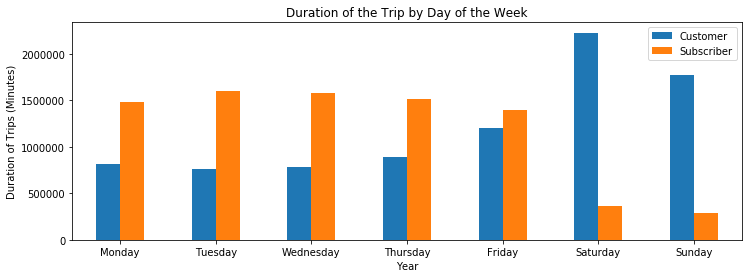 Duration of the Trip by Day of the Week
Customer
Subscriber
Duration of Trips (Minutes)
2000000
1500000
1000000
500000
0
Monday Tuesday Wednesday Thursday Friday Saturday Sunday
Year